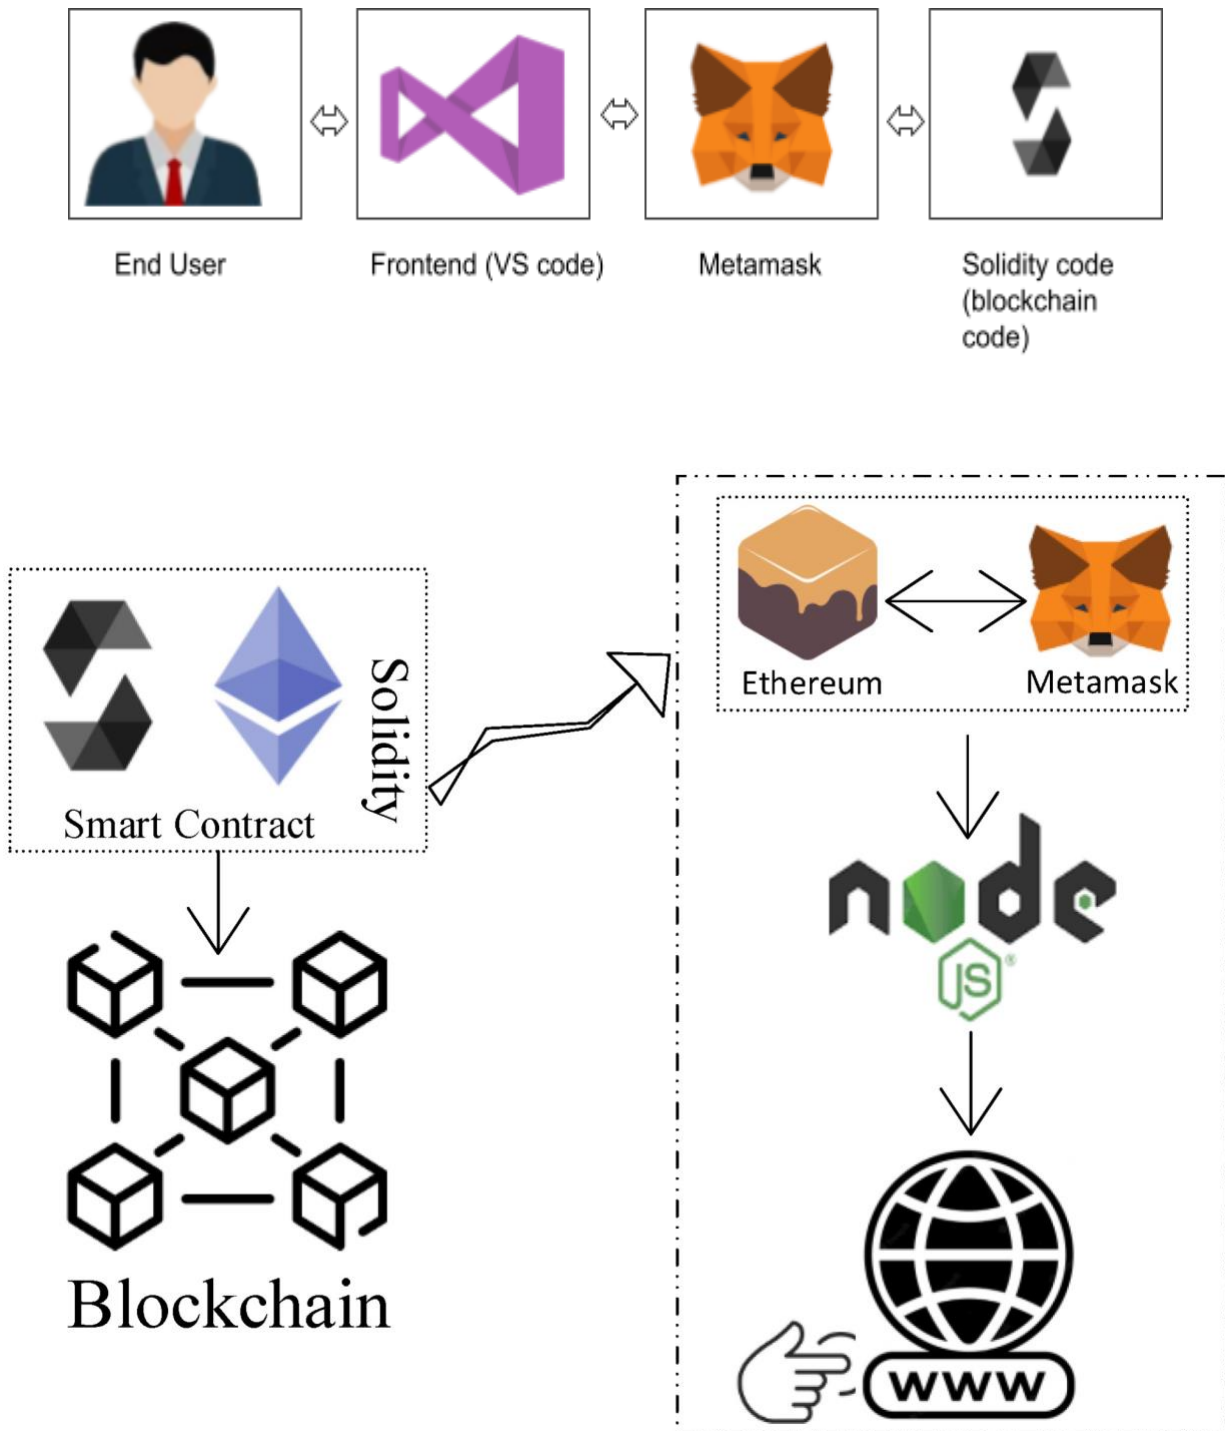 End User
Frontend (VS code)
Metamask
Solidity code
(blockchain
code)
Ethereum
Metamask
Solidity
Smart Contract
node
JS®
Blockchain
www